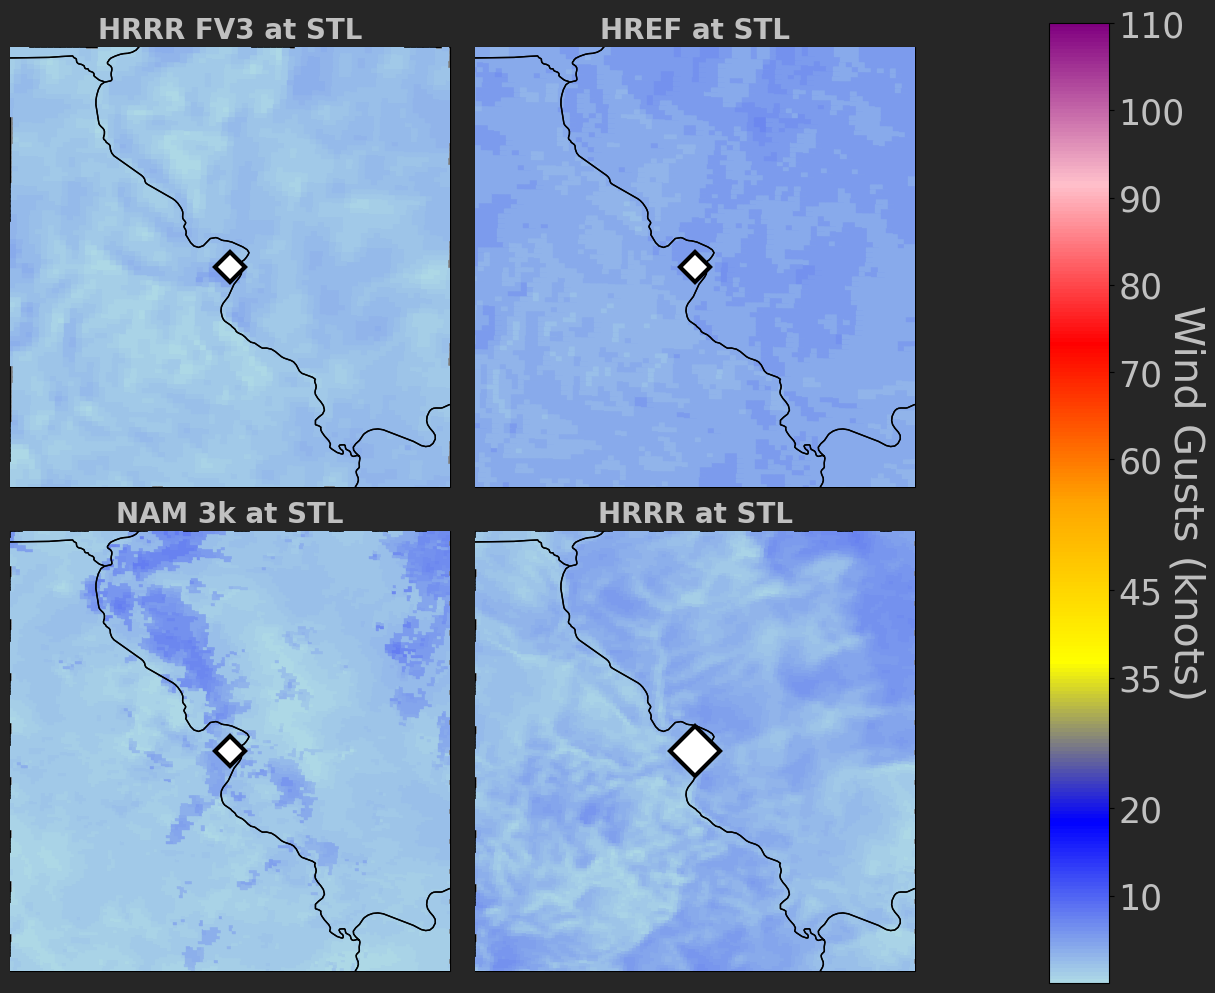 HRRR FV3 at STL
HREF at STL
NAM 3k at STL
HRRR at STL
110
100
90
80
70
60
45
35
20
10
Wind Gusts (knots)